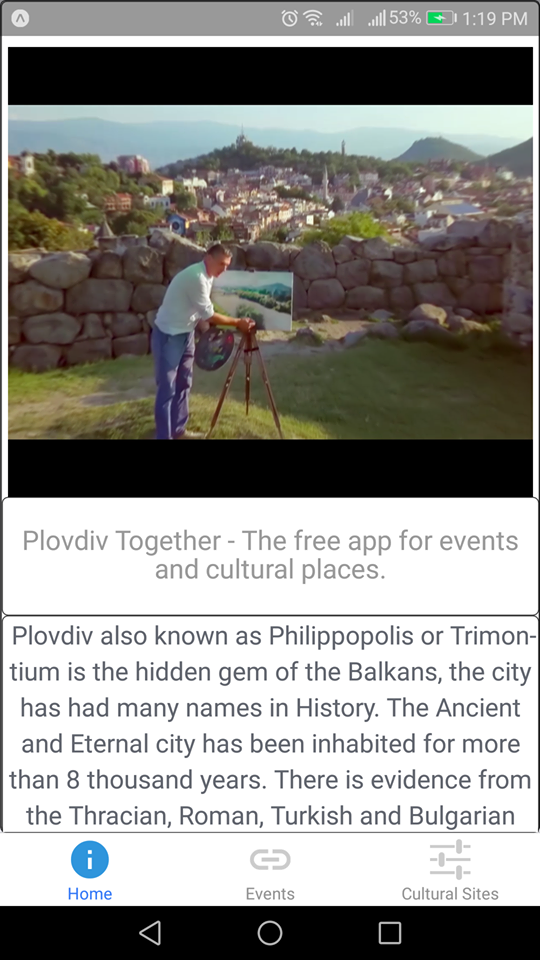 53% 1:19 PM
Plovdiv Together - The free app for events
and cultural places.
Plovdiv also known as Philippopolis or Trimon-
tium is the hidden gem of the Balkans, the city
has had many names in History. The Ancient
and Eternal city has been inhabited for more
than 8 thousand years. There is evidence from
the Thracian, Roman, Turkish and Bulgarian
Home Events Cultural Sites